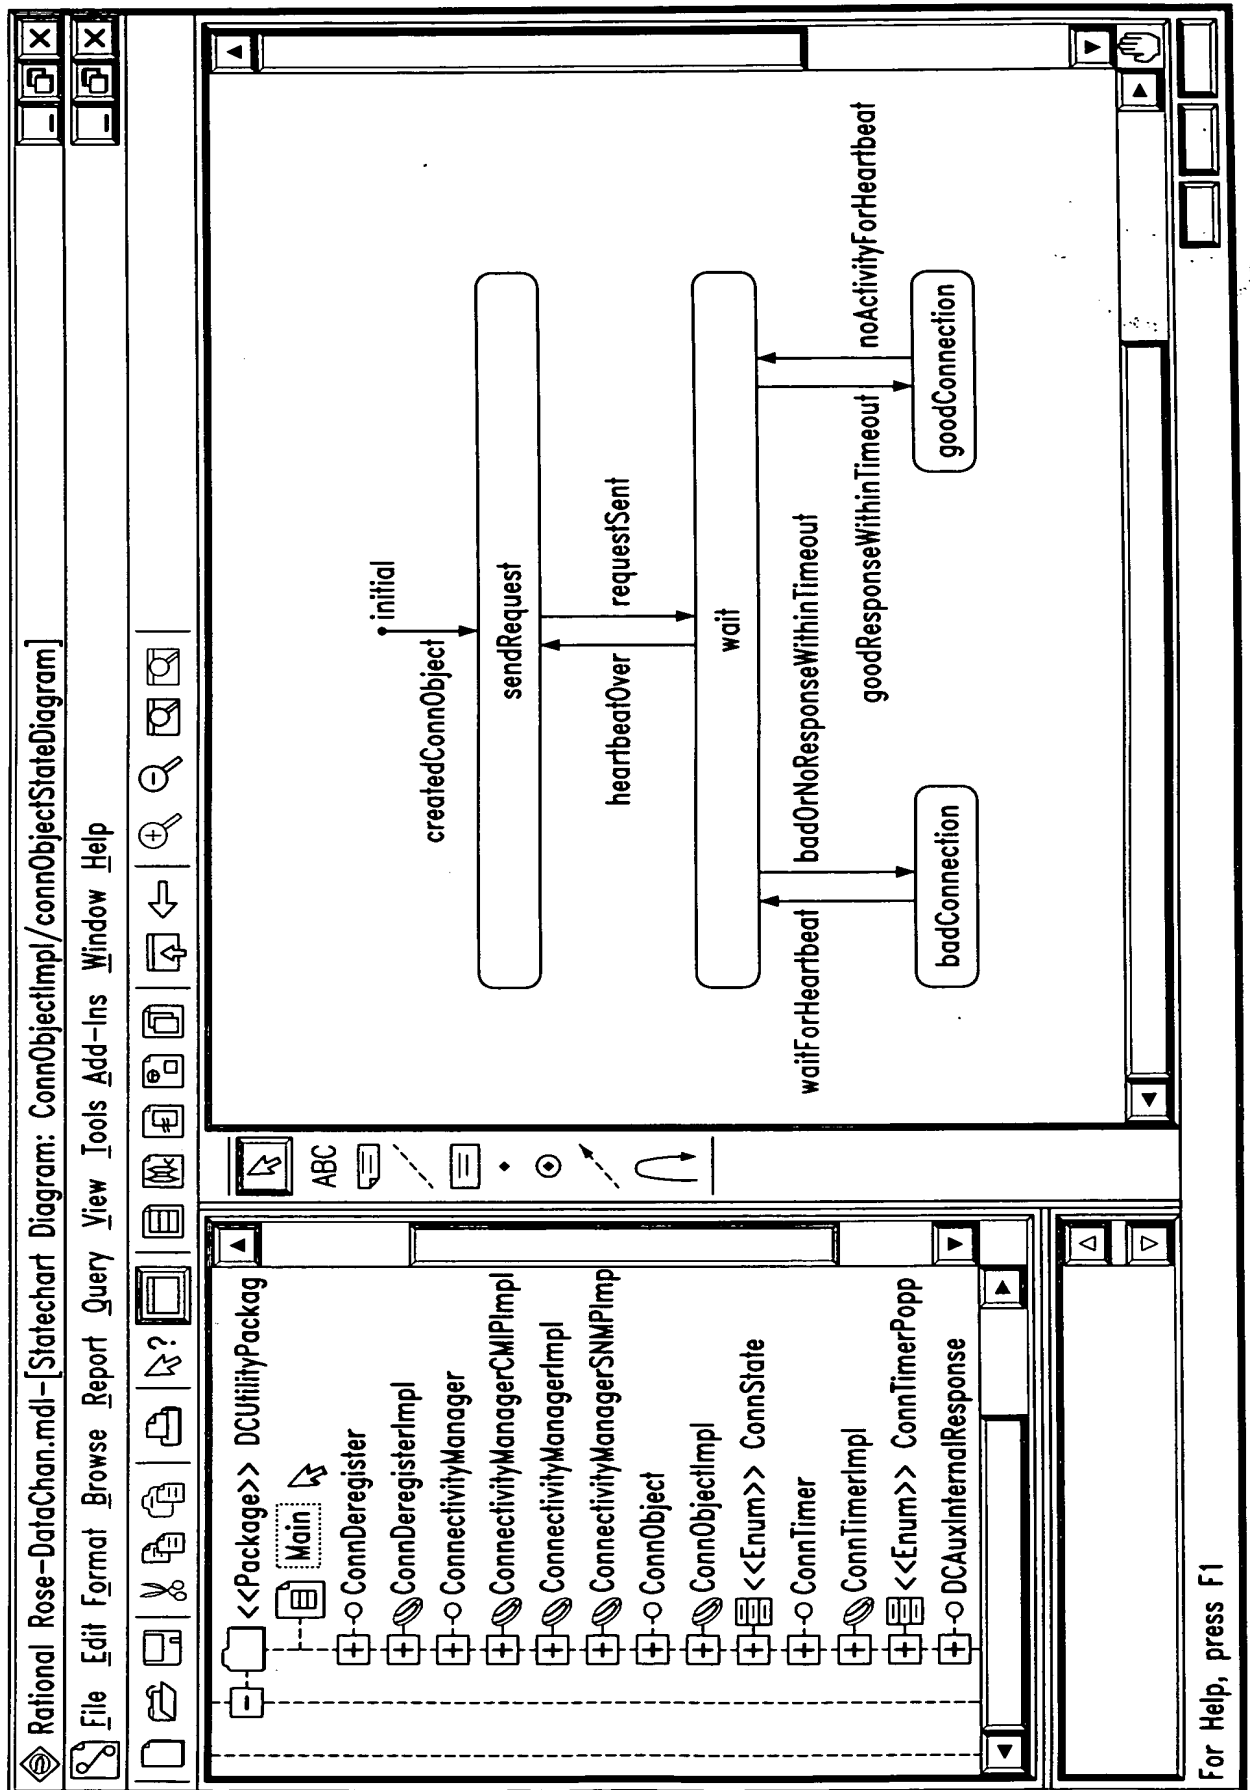 Rational Rose-DataChan.mdl-[Statechart Diagram: ConnObjectImpl/connObjectStateDiagram]
File Edit Format Browse Report Query View Tools Add-Ins Window Help
?
<<Package>> DCUtilityPackag
Main
ConnDeregister
ConnDeregisterImpl
ConnectivityManager
ConnectivityManagerCMIPImpl
ConnectivityManagerImpl
ConnectivityManagerSNMPImp
ConnObject
ConnObjectImpl
<<Enum>> ConnState
ConnTimer
ConnTimerImpl
<<Enum>> ConnTimerPopp
DCAuxInternalResponse
ABC
initial
createdConnObject
sendRequest
heartbeatOver
requestSent
wait
waitForHeartbeat
badOrNoResponseWithinTimeout
goodResponseWithinTimeout
noActivityForHeartbeat
badConnection
goodConnection
For Help, press F1